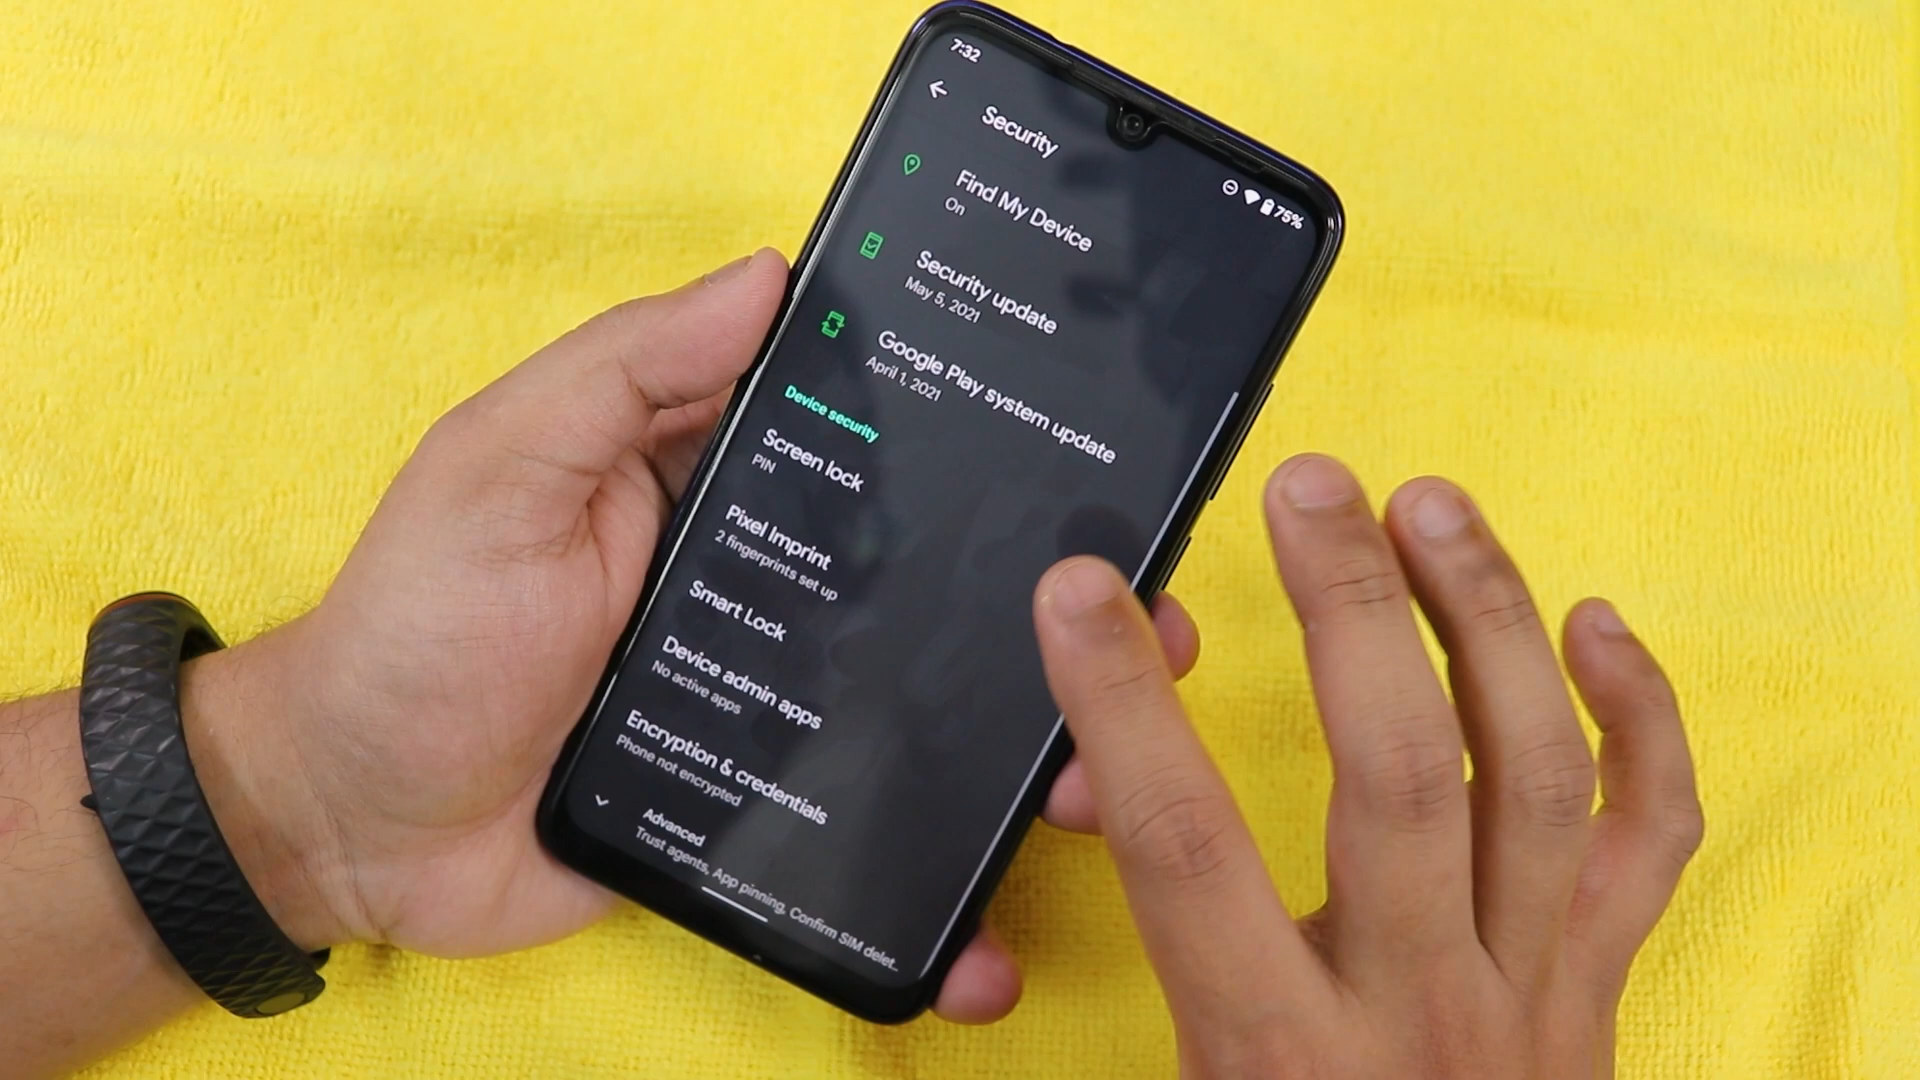 7:32
75%
Security
Find My Device
On
Security update
May 5, 2021
Google Play system update
April 1, 2021
Device security
Screen lock
PIN
Pixel Imprint
2 fingerprints set up
Smart Lock
Device admin apps
No active apps
Encryption & credentials
Phone not encrypted
Advanced
Trust agents, App pinning, Confirm SIM delet...